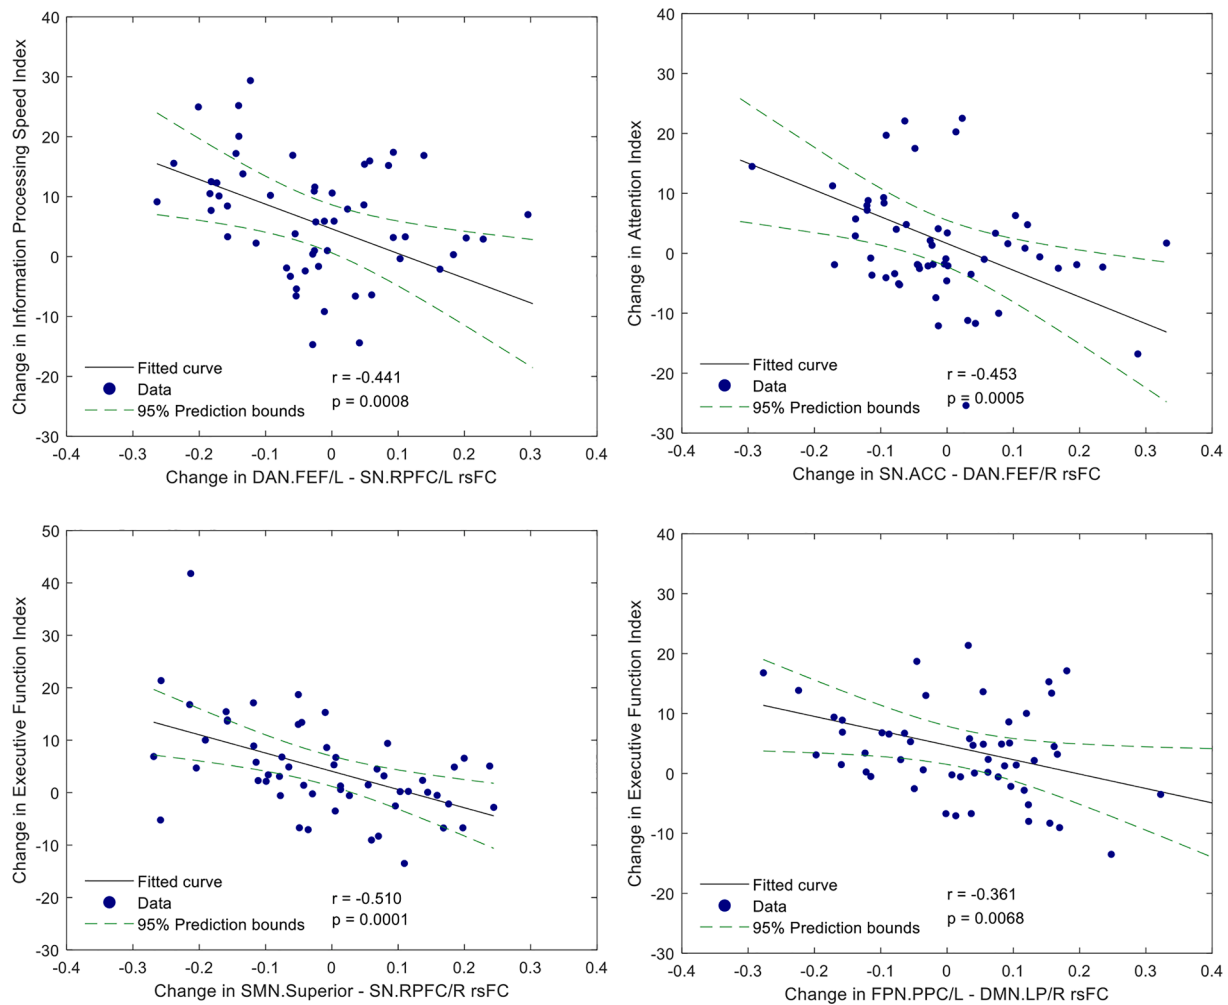 40
30
20
10
0
-10
-20
-30
Change in Information Processing Speed Index
Fitted curve
Data
95% Prediction bounds
r = -0.441
p = 0.0008
-0.4 -0.3 -0.2 -0.1 0 0.1 0.2 0.3 0.4
Change in DAN.FEF/L - SN.RPFC/L rsFC
40
30
20
10
0
-10
-20
-30
Change in Attention Index
Fitted curve
Data
95% Prediction bounds
r = -0.453
p = 0.0005
-0.4 -0.3 -0.2 -0.1 0 0.1 0.2 0.3 0.4
Change in SN.ACC - DAN.FEF/R rsFC
50
40
30
20
10
0
-10
-20
-30
Change in Executive Function Index
Fitted curve
Data
95% Prediction bounds
r = -0.510
p = 0.0001
-0.4 -0.3 -0.2 -0.1 0 0.1 0.2 0.3 0.4
Change in SMN.Superior - SN.RPFC/R rsFC
40
30
20
10
0
-10
-20
-30
Change in Executive Function Index
Fitted curve
Data
95% Prediction bounds
r = -0.361
p = 0.0068
-0.4 -0.3 -0.2 -0.1 0 0.1 0.2 0.3 0.4
Change in FPN.PPC/L - DMN.LP/R rsFC